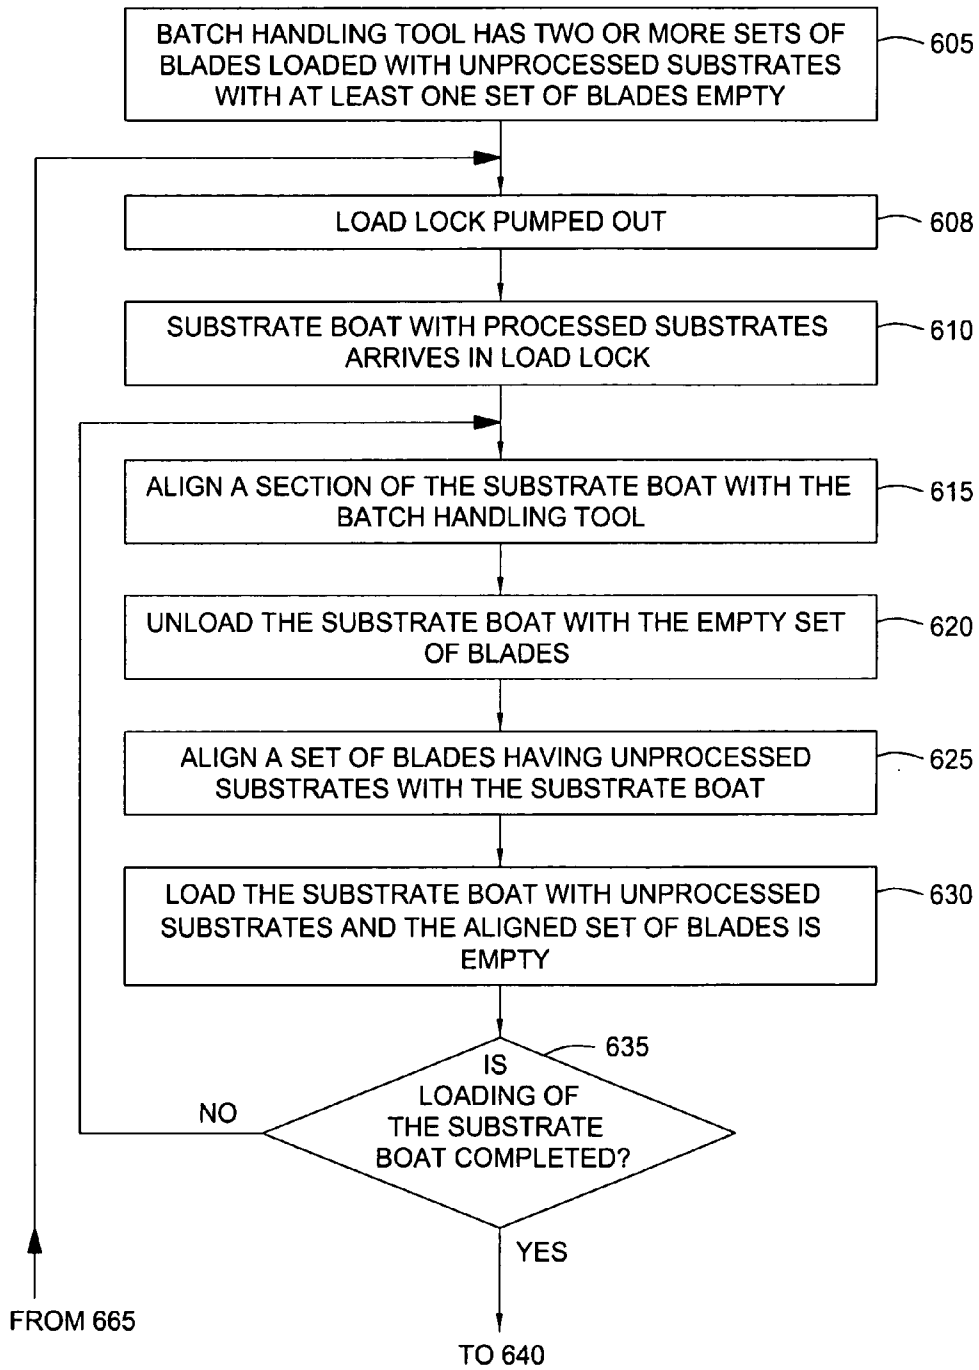 BATCH HANDLING TOOL HAS TWO OR MORE SETS OF
BLADES LOADED WITH UNPROCESSED SUBSTRATES
WITH AT LEAST ONE SET OF BLADES EMPTY
605
LOAD LOCK PUMPED OUT
608
SUBSTRATE BOAT WITH PROCESSED SUBSTRATES
ARRIVES IN LOAD LOCK
610
ALIGN A SECTION OF THE SUBSTRATE BOAT WITH THE
BATCH HANDLING TOOL
615
UNLOAD THE SUBSTRATE BOAT WITH THE EMPTY SET
OF BLADES
620
ALIGN A SET OF BLADES HAVING UNPROCESSED
SUBSTRATES WITH THE SUBSTRATE BOAT
625
LOAD THE SUBSTRATE BOAT WITH UNPROCESSED
SUBSTRATES AND THE ALIGNED SET OF BLADES IS
EMPTY
630
IS
LOADING OF
THE SUBSTRATE
BOAT COMPLETED?
635
NO
YES
FROM 665
TO 640